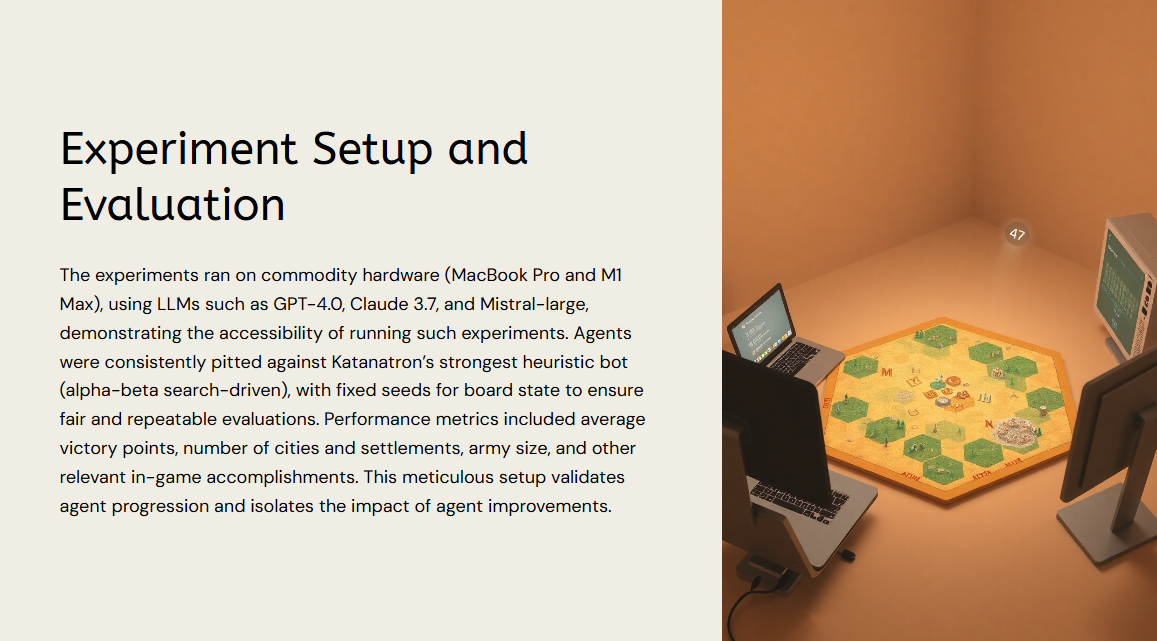 Experiment Setup and
Evaluation
The experiments ran on commodity hardware (MacBook Pro and M1
Max), using LLMs such as GPT-4.0, Claude 3.7, and Mistral-large,
demonstrating the accessibility of running such experiments. Agents
were consistently pitted against Katanatron’s strongest heuristic bot
(alpha-beta search-driven), with fixed seeds for board state to ensure
fair and repeatable evaluations. Performance metrics included average
victory points, number of cities and settlements, army size, and other
relevant in-game accomplishments. This meticulous setup validates
agent progression and isolates the impact of agent improvements.
47
M
N